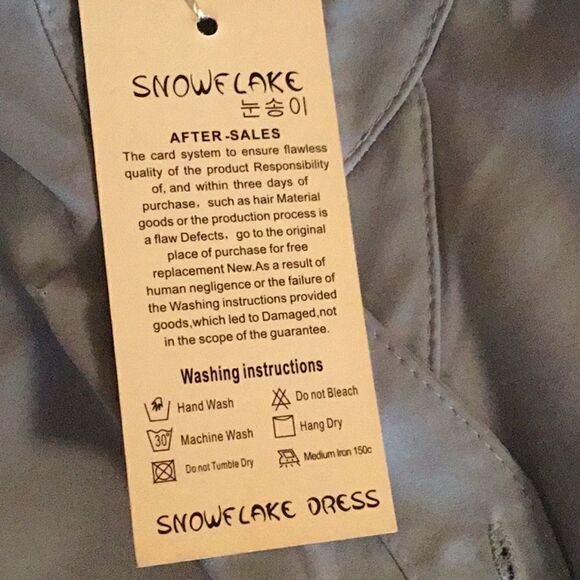 SNOWFLAKE
눈송이
AFTER-SALES
The card system to ensure flawless
quality of the product Responsibility
of, and within three days of
purchase, such as hair Material
goods or the production process is
a flaw Defects, go to the original
place of purchase for free
replacement New.As a result of
human negligence or the failure of
the Washing instructions provided
goods,which led to Damaged,not
in the scope of the guarantee.
Washing instructions
Hand Wash
Do not Bleach
30°
Machine Wash
Hang Dry
Do not Tumble Dry
Medium Iron 150c
SNOWFLAKE DRESS